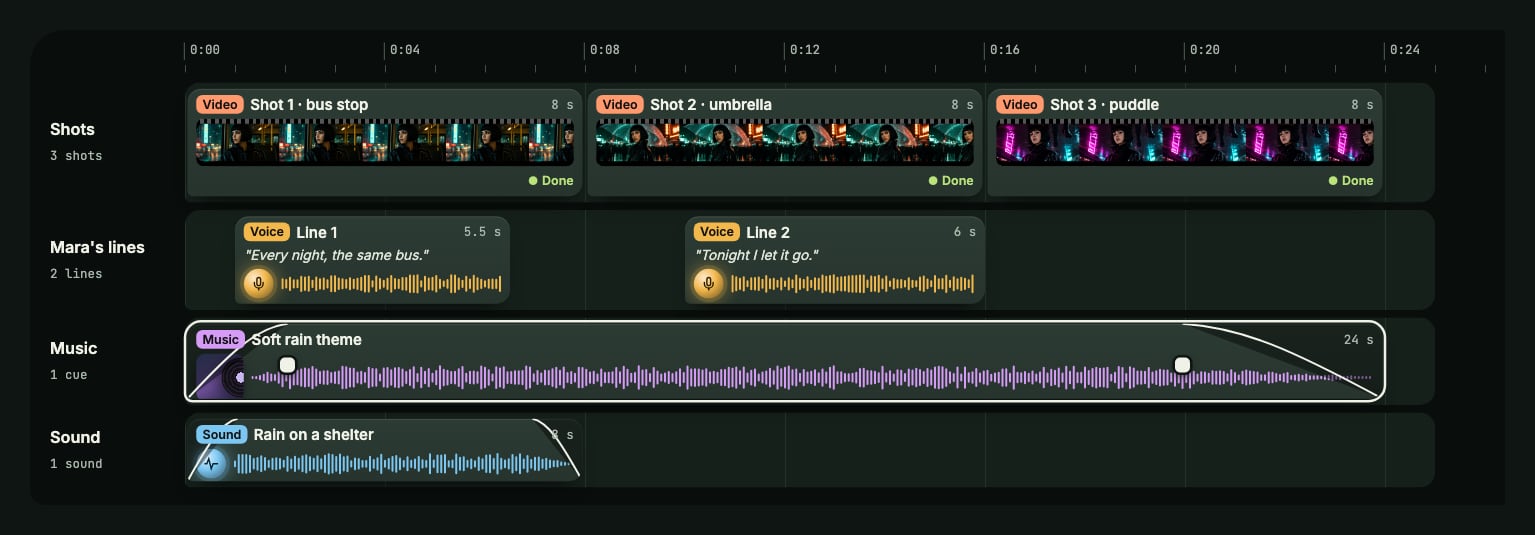 0:00 0:04 0:08 0:12 0:16 0:20 0:24
Shots
3 shots
Video Shot 1 · bus stop 8 s
Done
Video Shot 2 · umbrella 8 s
Done
Video Shot 3 · puddle 8 s
Done
Mara's lines
2 lines
Voice Line 1 5.5 s
"Every night, the same bus."
Voice Line 2 6 s
"Tonight I let it go."
Music
1 cue
Music Soft rain theme 24 s
Sound
1 sound
Sound Rain on a shelter 8 s